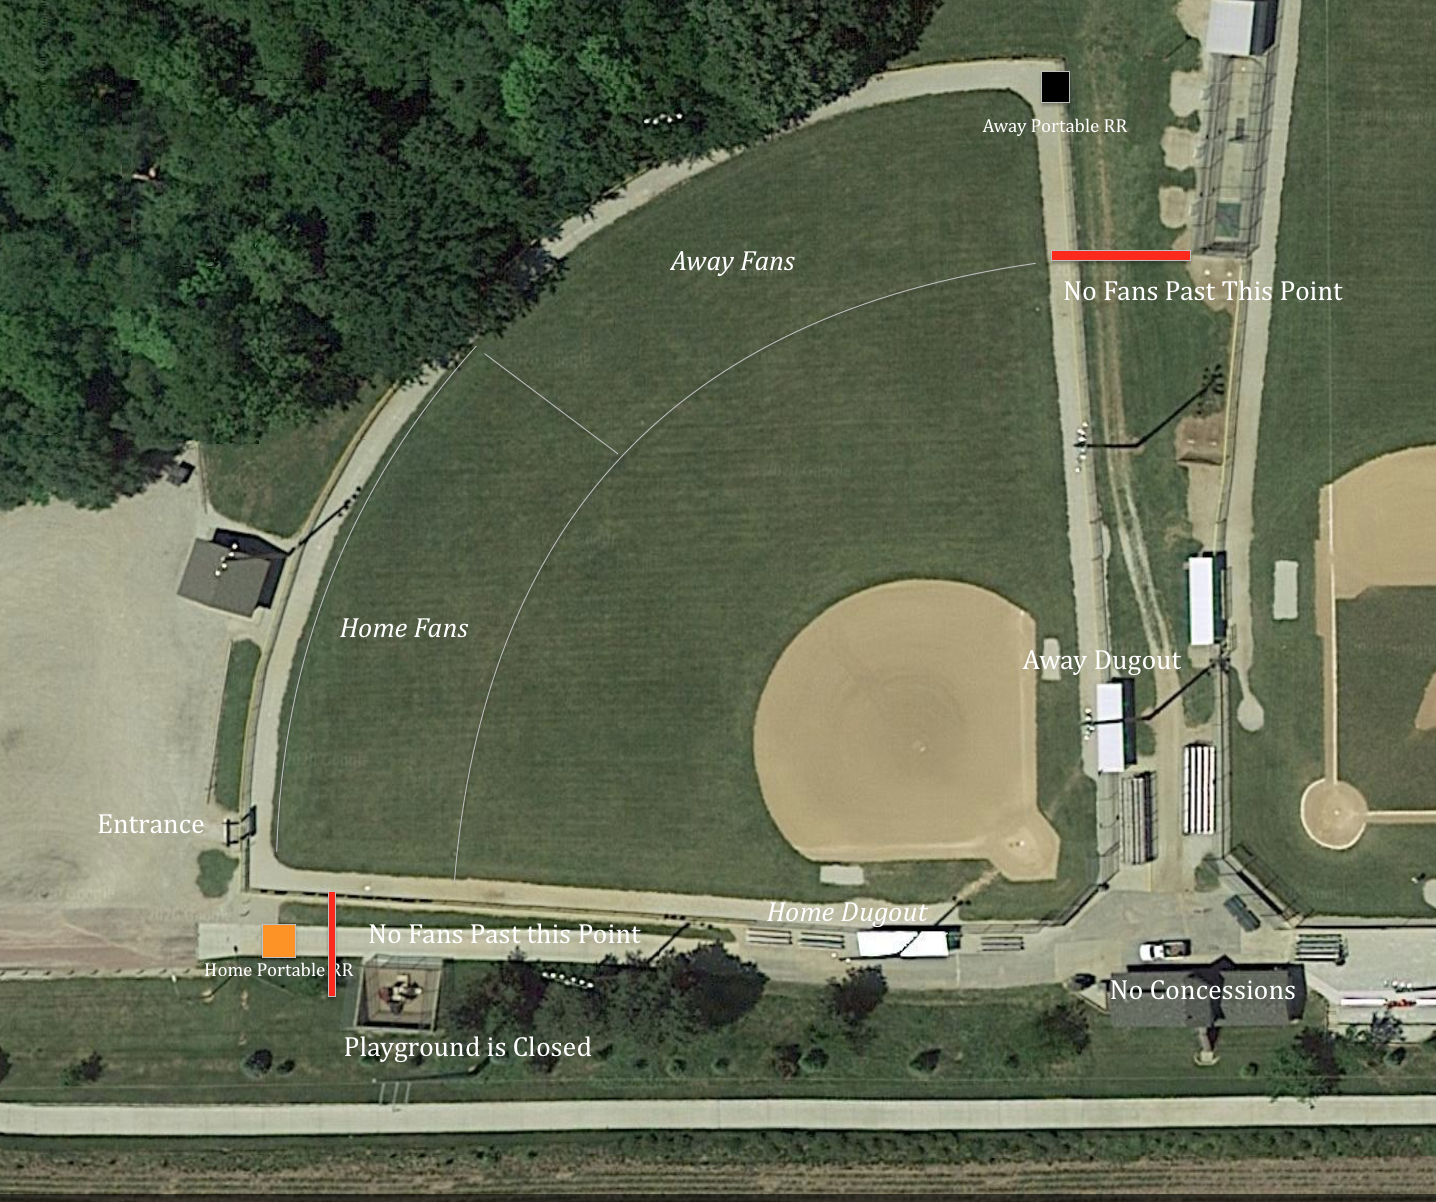 Away Portable RR
Away Fans
No Fans Past This Point
Home Fans
Away Dugout
Entrance
Home Dugout
No Fans Past this Point
Home Portable RR
No Concessions
Playground is Closed